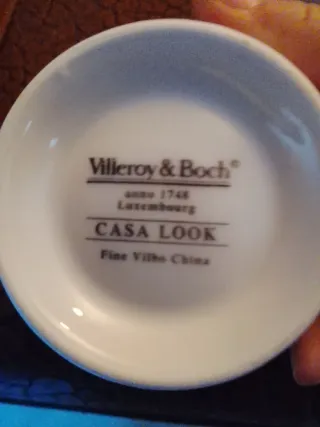 Villeroy & Boch©
anno 1748
Luxembourg
CASA LOOK
Fine Vilbo China